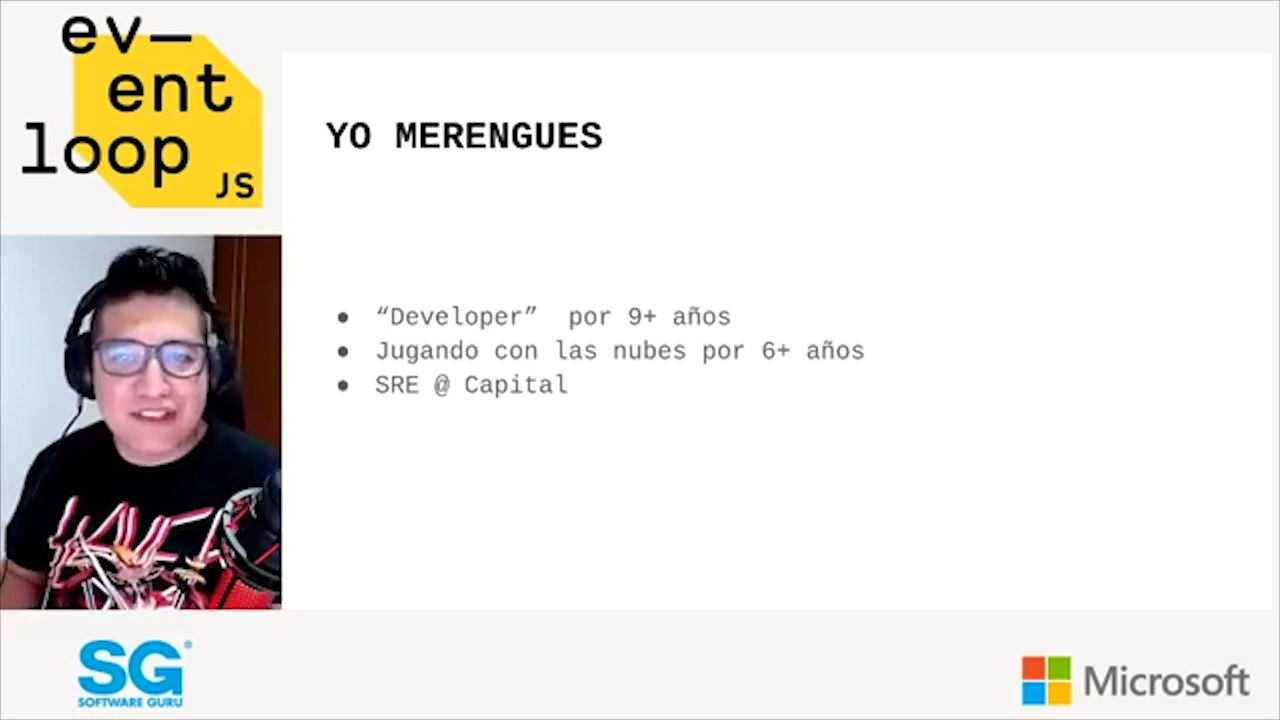 ev—
ent
loop
JS
YO MERENGUES
● “Developer” por 9+ años
● Jugando con las nubes por 6+ años
● SRE @ Capital
SG
SOFTWARE GURU
Microsoft